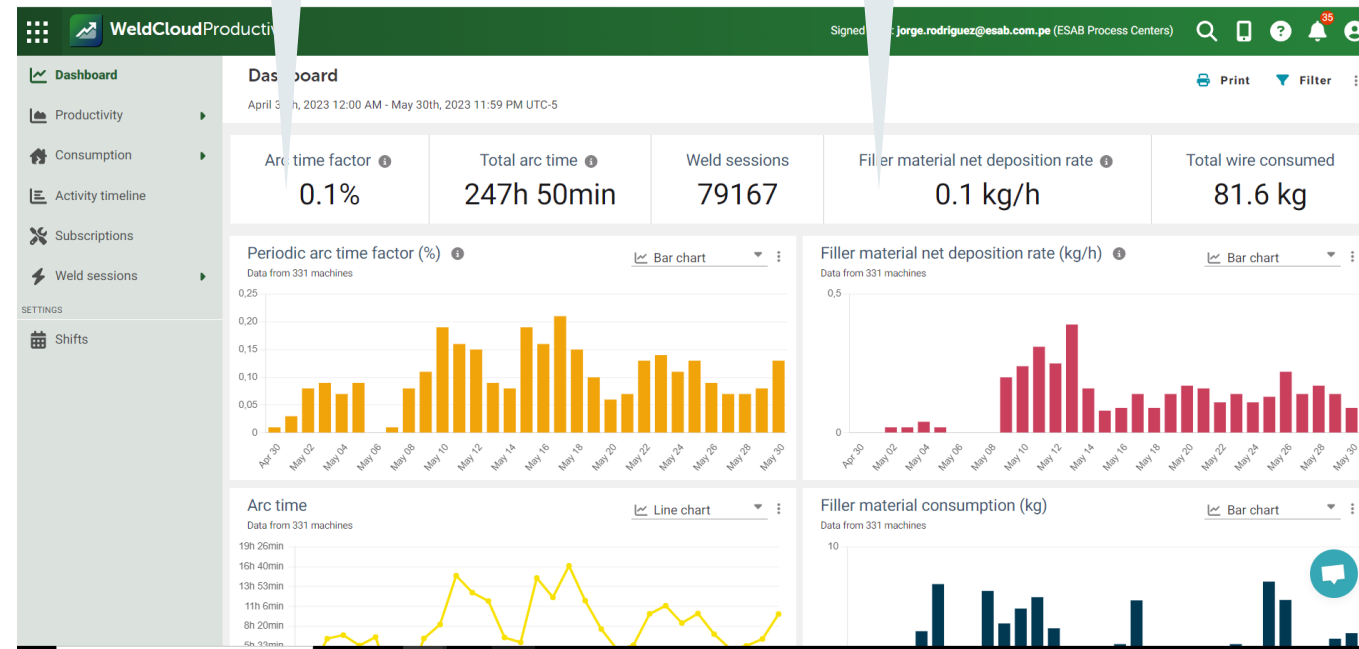 WeldCloudProductiv
Signed jorge.rodriguez@esab.com.pe (ESAB Process Centers)
35
Dashboard
Productivity
Consumption
Activity timeline
Subscriptions
Weld sessions
SETTINGS
Shifts
Dashboard
April 30th, 2023 12:00 AM - May 30th, 2023 11:59 PM UTC-5
Print
Filter
Arc time factor
0.1%
Total arc time
247h 50min
Weld sessions
79167
Filler material net deposition rate
0.1 kg/h
Total wire consumed
81.6 kg
Periodic arc time factor (%)
Data from 331 machines
Bar chart
0,25
0,20
0,15
0,10
0,05
0
Apr 30 May 02 May 04 May 06 May 08 May 10 May 12 May 14 May 16 May 18 May 20 May 22 May 24 May 26 May 28 May 30
Filler material net deposition rate (kg/h)
Data from 331 machines
Bar chart
0,5
0
Apr 30 May 02 May 04 May 06 May 08 May 10 May 12 May 14 May 16 May 18 May 20 May 22 May 24 May 26 May 28 May 30
Arc time
Data from 331 machines
Line chart
19h 26min
16h 40min
13h 53min
11h 6min
8h 20min
5h 33min
Filler material consumption (kg)
Data from 331 machines
Bar chart
10